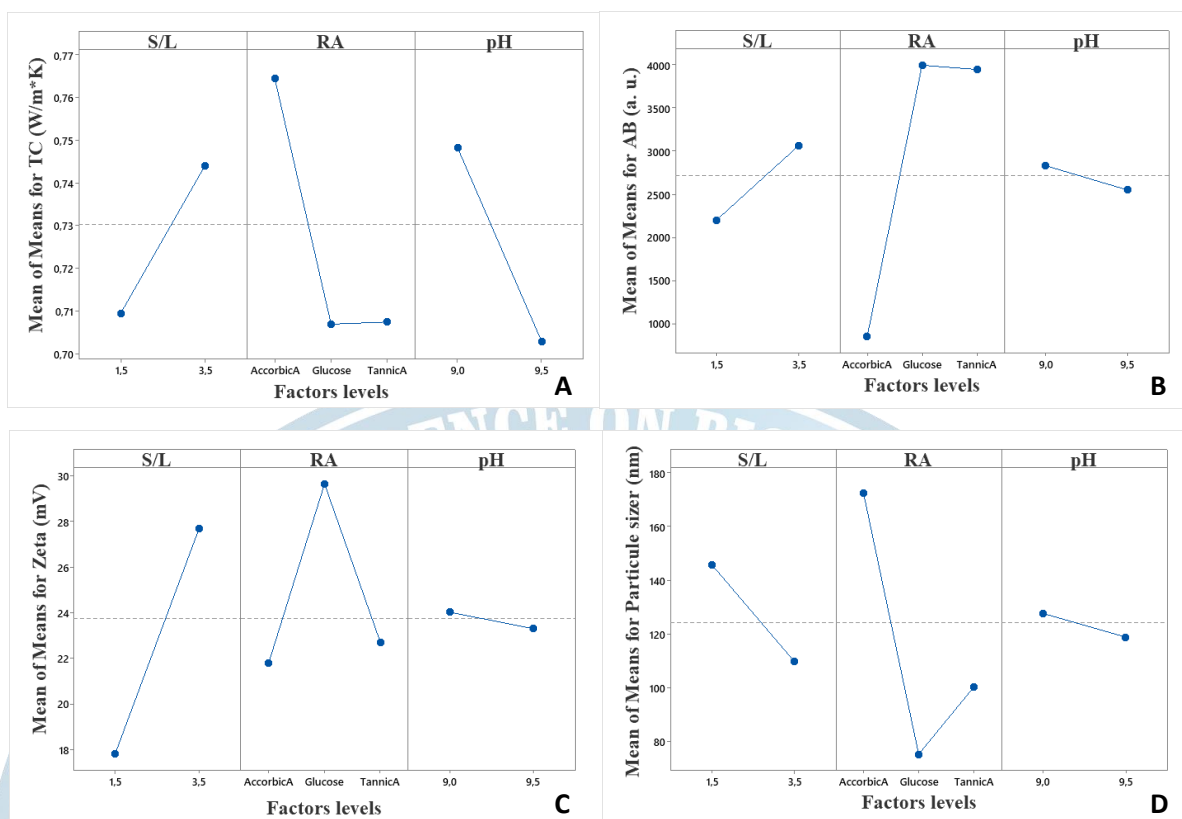 S/L RA pH
Mean of Means for TC (W/m*K)
0,77
0,76
0,75
0,74
0,73
0,72
0,71
0,70
1,5 3,5 AccorbicA Glucose TannicA 9,0 9,5
Factors levels
A
S/L RA pH
Mean of Means for AB (a. u.)
4000
3500
3000
2500
2000
1500
1000
1,5 3,5 AccorbicA Glucose TannicA 9,0 9,5
Factors levels
B
ENCE ON
S/L RA pH
Mean of Means for Zeta (mV)
30
28
26
24
22
20
18
1,5 3,5 AccorbicA Glucose TannicA 9,0 9,5
Factors levels
C
S/L RA pH
Mean of Means for Particule sizer (nm)
180
160
140
120
100
80
1,5 3,5 AccorbicA Glucose TannicA 9,0 9,5
Factors levels
D